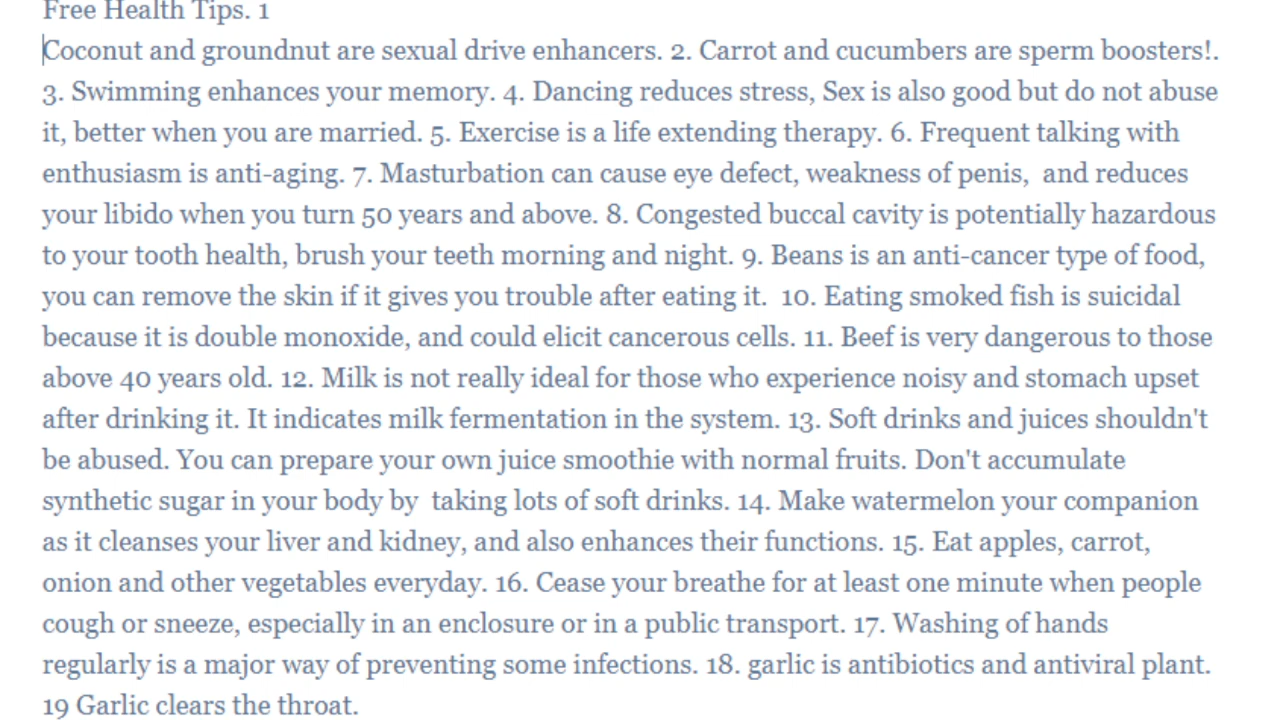 Free Health Tips. 1
Coconut and groundnut are sexual drive enhancers. 2. Carrot and cucumbers are sperm boosters!.
3. Swimming enhances your memory. 4. Dancing reduces stress, Sex is also good but do not abuse
it, better when you are married. 5. Exercise is a life extending therapy. 6. Frequent talking with
enthusiasm is anti-aging. 7. Masturbation can cause eye defect, weakness of penis,  and reduces
your libido when you turn 50 years and above. 8. Congested buccal cavity is potentially hazardous
to your tooth health, brush your teeth morning and night. 9. Beans is an anti-cancer type of food,
you can remove the skin if it gives you trouble after eating it.  10. Eating smoked fish is suicidal
because it is double monoxide, and could elicit cancerous cells. 11. Beef is very dangerous to those
above 40 years old. 12. Milk is not really ideal for those who experience noisy and stomach upset
after drinking it. It indicates milk fermentation in the system. 13. Soft drinks and juices shouldn't
be abused. You can prepare your own juice smoothie with normal fruits. Don't accumulate
synthetic sugar in your body by  taking lots of soft drinks. 14. Make watermelon your companion
as it cleanses your liver and kidney, and also enhances their functions. 15. Eat apples, carrot,
onion and other vegetables everyday. 16. Cease your breathe for at least one minute when people
cough or sneeze, especially in an enclosure or in a public transport. 17. Washing of hands
regularly is a major way of preventing some infections. 18. garlic is antibiotics and antiviral plant.
19 Garlic clears the throat.